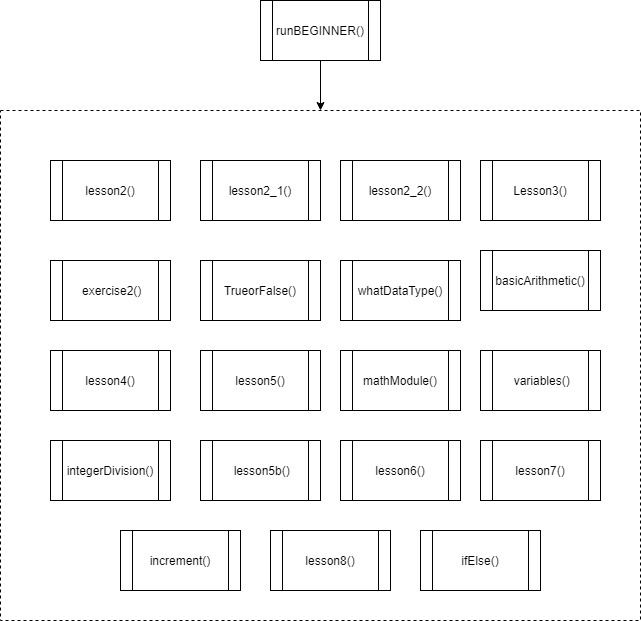 runBEGINNER()
lesson2()
lesson2_1()
lesson2_2()
Lesson3()
exercise2()
TrueorFalse()
whatDataType()
basicArithmetic()
lesson4()
lesson5()
mathModule()
variables()
integerDivision()
lesson5b()
lesson6()
lesson7()
increment()
lesson8()
ifElse()